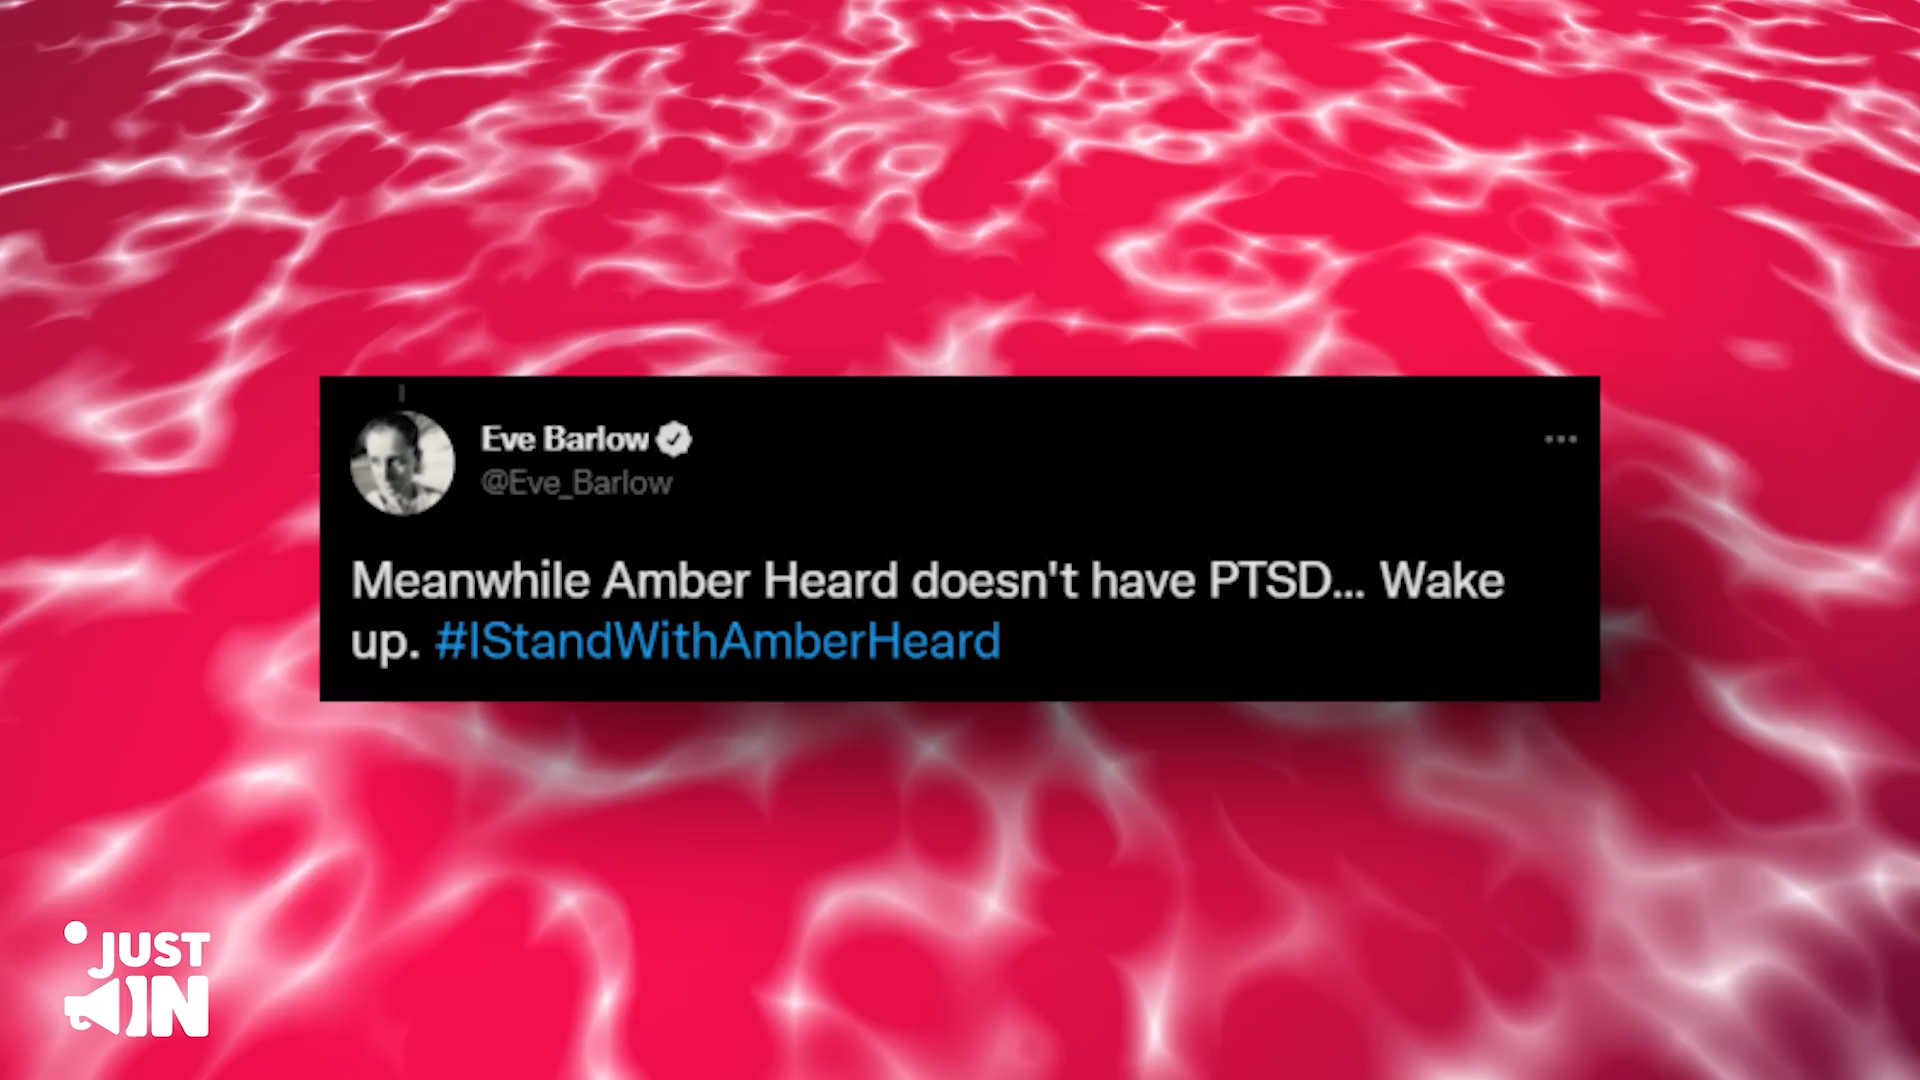 Eve Barlow
@Eve_Barlow
Meanwhile Amber Heard doesn't have PTSD... Wake
up. #IStandWithAmberHeard
JUST
IN